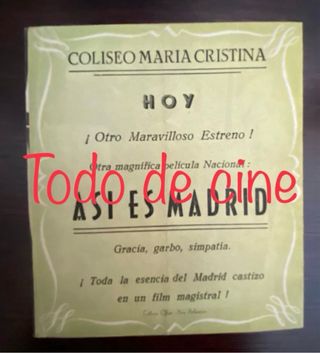 COLISEO MARIA CRISTINA
HOY
¡ Otro Maravilloso Estreno !
Otra magnífica película Nacional :
Todo de cine
ASI ES MADRID
Gracia, garbo, simpatia.
¡ Toda la esencia del Madrid castizo
en un film magistral !